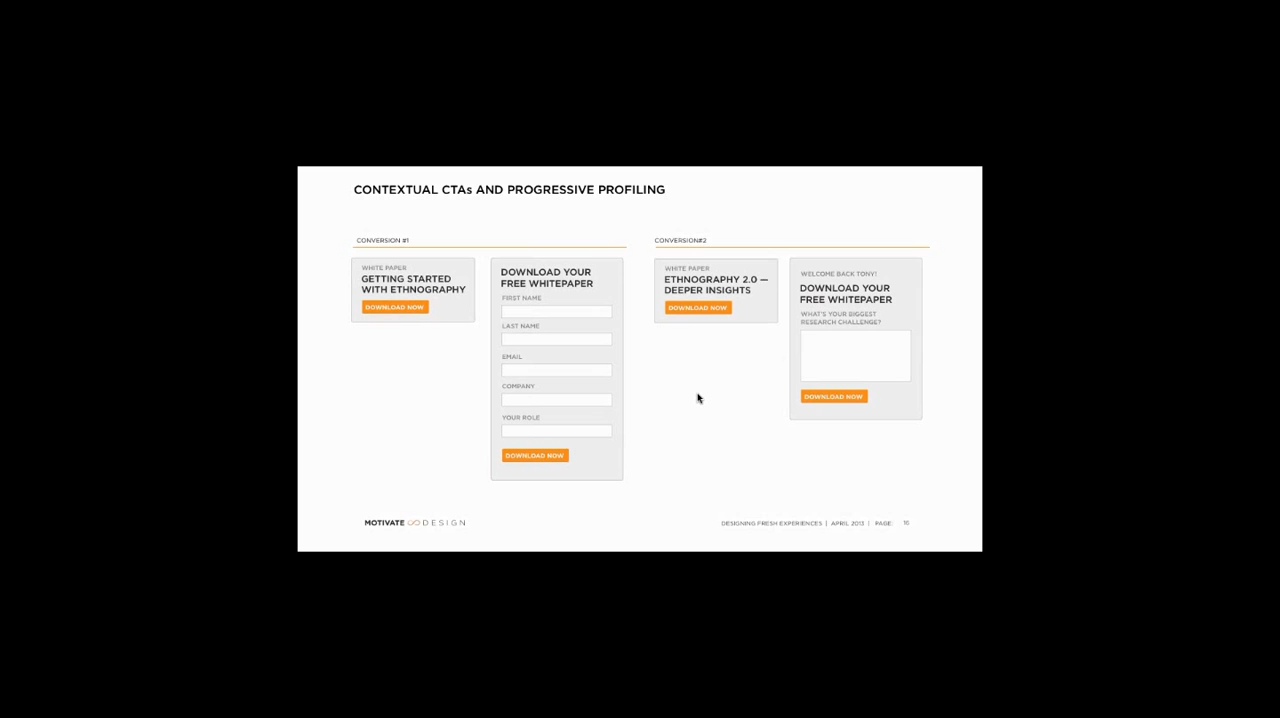 CONTEXTUAL CTAs AND PROGRESSIVE PROFILING
CONVERSION #1
WHITE PAPER
GETTING STARTED
WITH ETHNOGRAPHY
DOWNLOAD NOW
DOWNLOAD YOUR
FREE WHITEPAPER
FIRST NAME
LAST NAME
EMAIL
COMPANY
YOUR ROLE
DOWNLOAD NOW
CONVERSION#2
WHITE PAPER
ETHNOGRAPHY 2.0 —
DEEPER INSIGHTS
DOWNLOAD NOW
WELCOME BACK TONY!
DOWNLOAD YOUR
FREE WHITEPAPER
WHAT'S YOUR BIGGEST
RESEARCH CHALLENGE?
DOWNLOAD NOW
MOTIVATE DESIGN
DESIGNING FRESH EXPERIENCES | APRIL 2013 | PAGE: 10